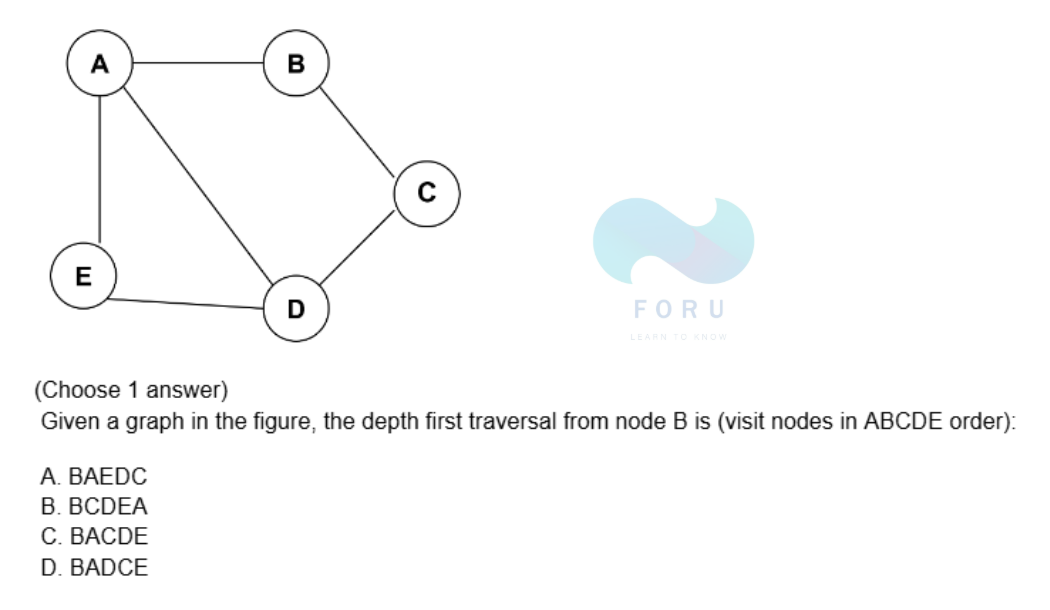 A
B
C
E
D
FORU
LEARN TO KNOW
(Choose 1 answer)
Given a graph in the figure, the depth first traversal from node B is (visit nodes in ABCDE order):
A. BAEDC
B. BCDEA
C. BACDE
D. BADCE